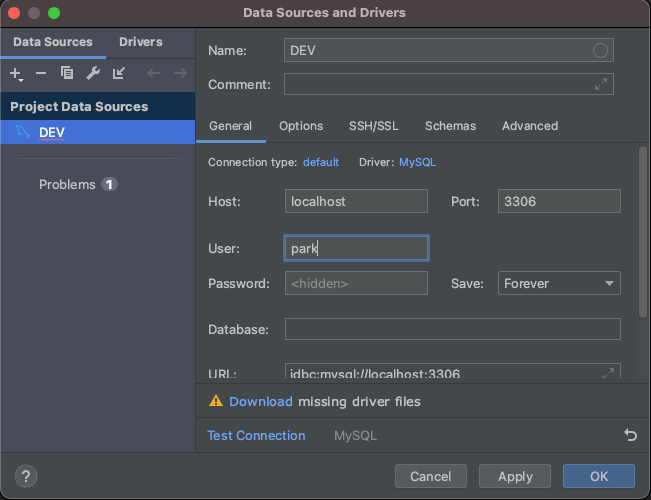 Data Sources and Drivers
Data Sources Drivers
Project Data Sources
DEV
Problems 1
Name: DEV
Comment:
General Options SSH/SSL Schemas Advanced
Connection type: default Driver: MySQL
Host: localhost Port: 3306
User: park
Password: <hidden> Save: Forever
Database:
URL: jdbc:mysql://localhost:3306
Download missing driver files
Test Connection MySQL
? Cancel Apply OK